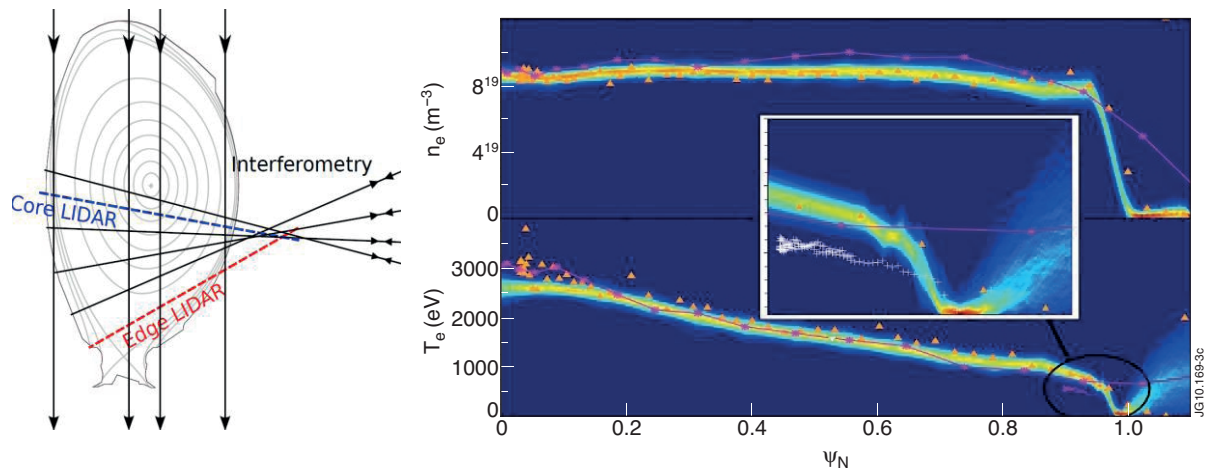 Interferometry
Core LIDAR
Edge LIDAR
nₑ (m⁻³)
8¹⁹
4¹⁹
0
Tₑ (eV)
3000
2000
1000
0
0 0.2 0.4 0.6 0.8 1.0
ψ_N
JG10.169-3c